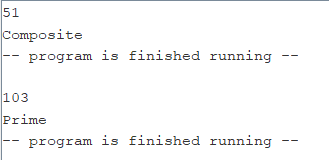 51
Composite
-- program is finished running --
103
Prime
-- program is finished running --